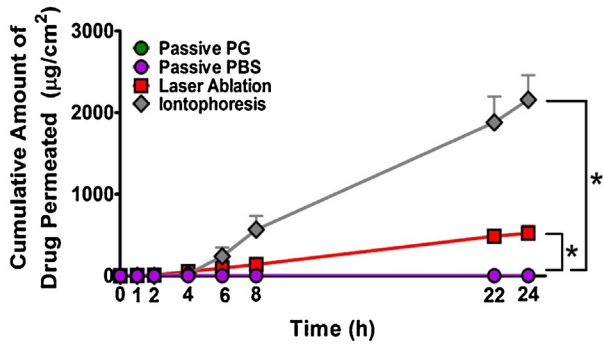 3000
Passive PG
Passive PBS
Laser Ablation
Iontophoresis
2000
1000
0
Cumulative Amount of
Drug Permeated (µg/cm²)
*
*
0 1 2 4 6 8 22 24
Time (h)